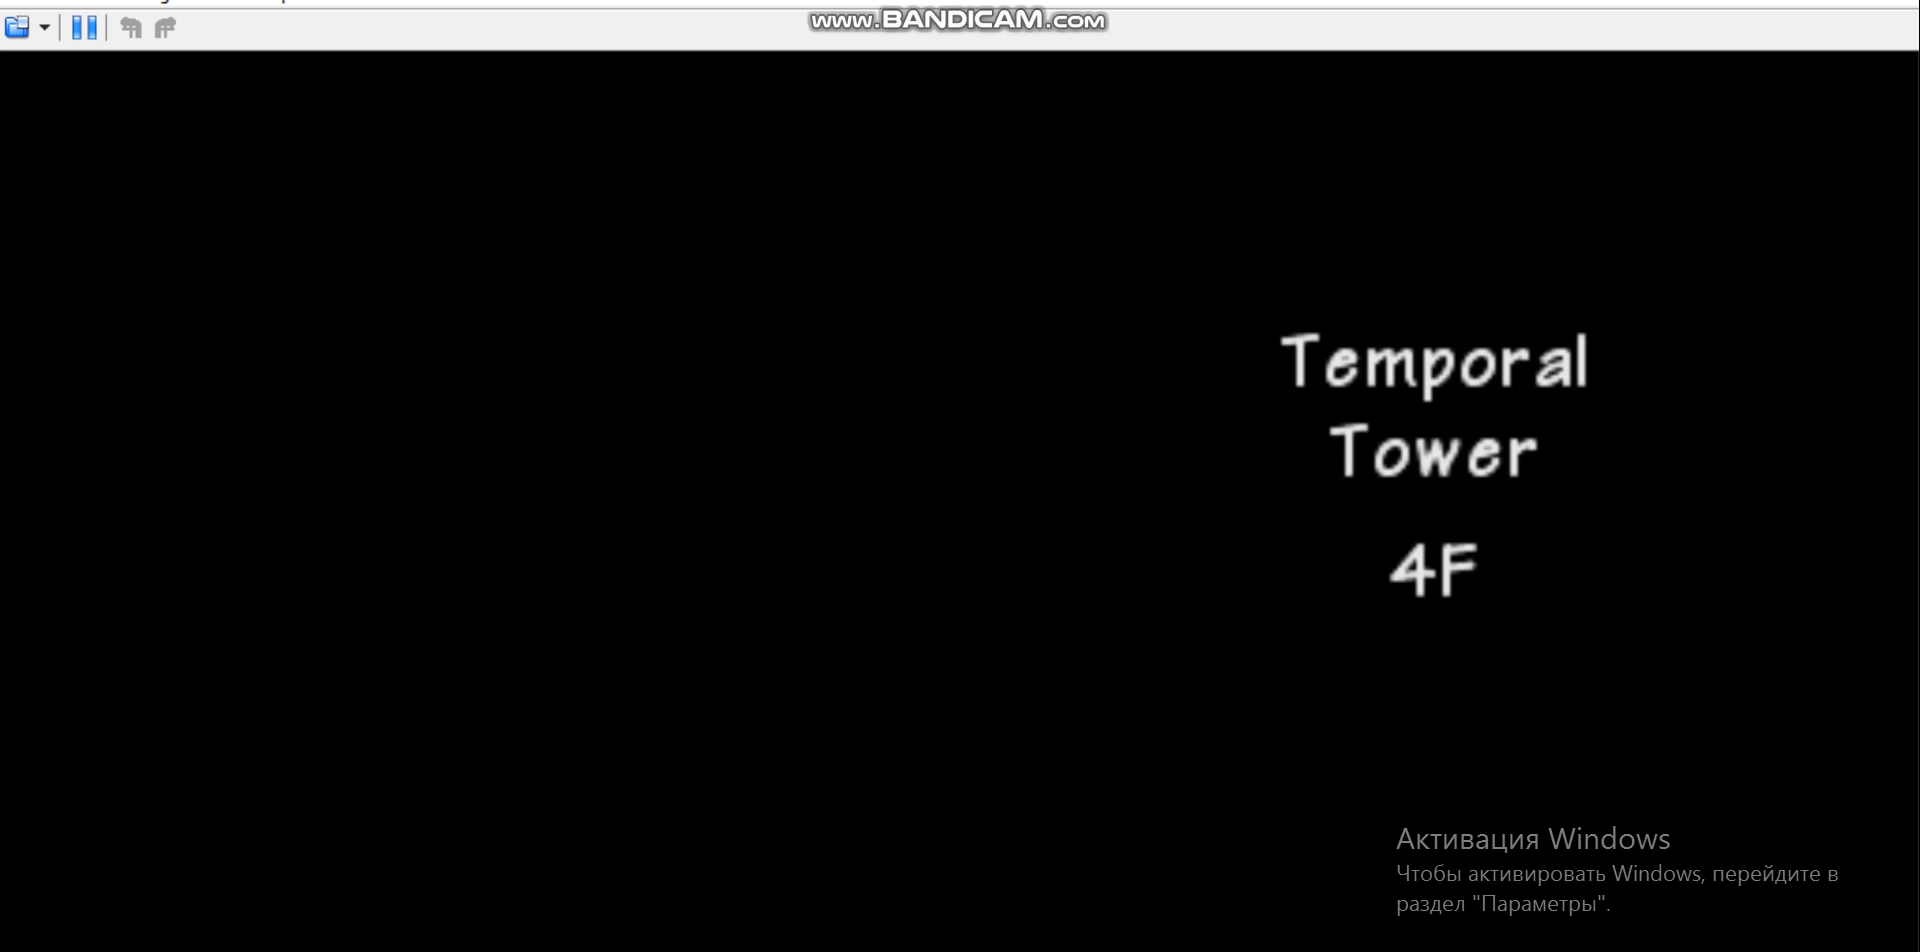 www.BANDICAM.com
Temporal
Tower
4F
Активация Windows
Чтобы активировать Windows, перейдите в
раздел "Параметры".